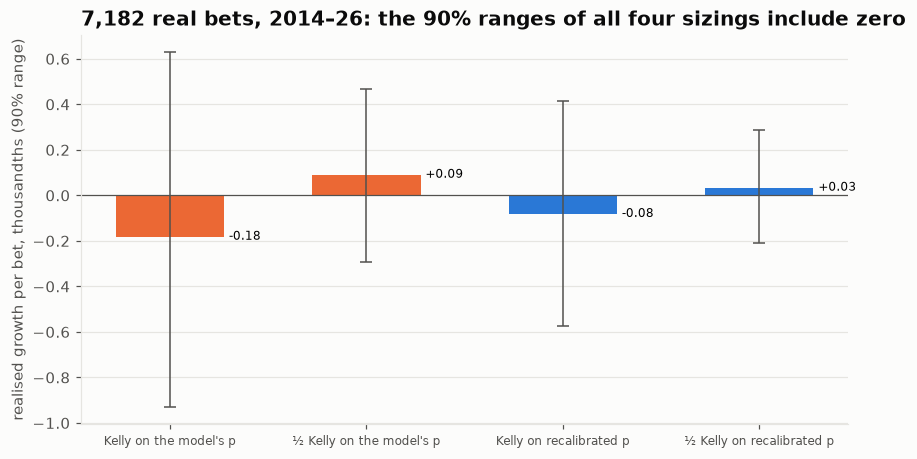 7,182 real bets, 2014–26: the 90% ranges of all four sizings include zero
realised growth per bet, thousandths (90% range)
0.6
0.4
0.2
0.0
−0.2
−0.4
−0.6
−0.8
−1.0
-0.18
+0.09
-0.08
+0.03
Kelly on the model's p
½ Kelly on the model's p
Kelly on recalibrated p
½ Kelly on recalibrated p